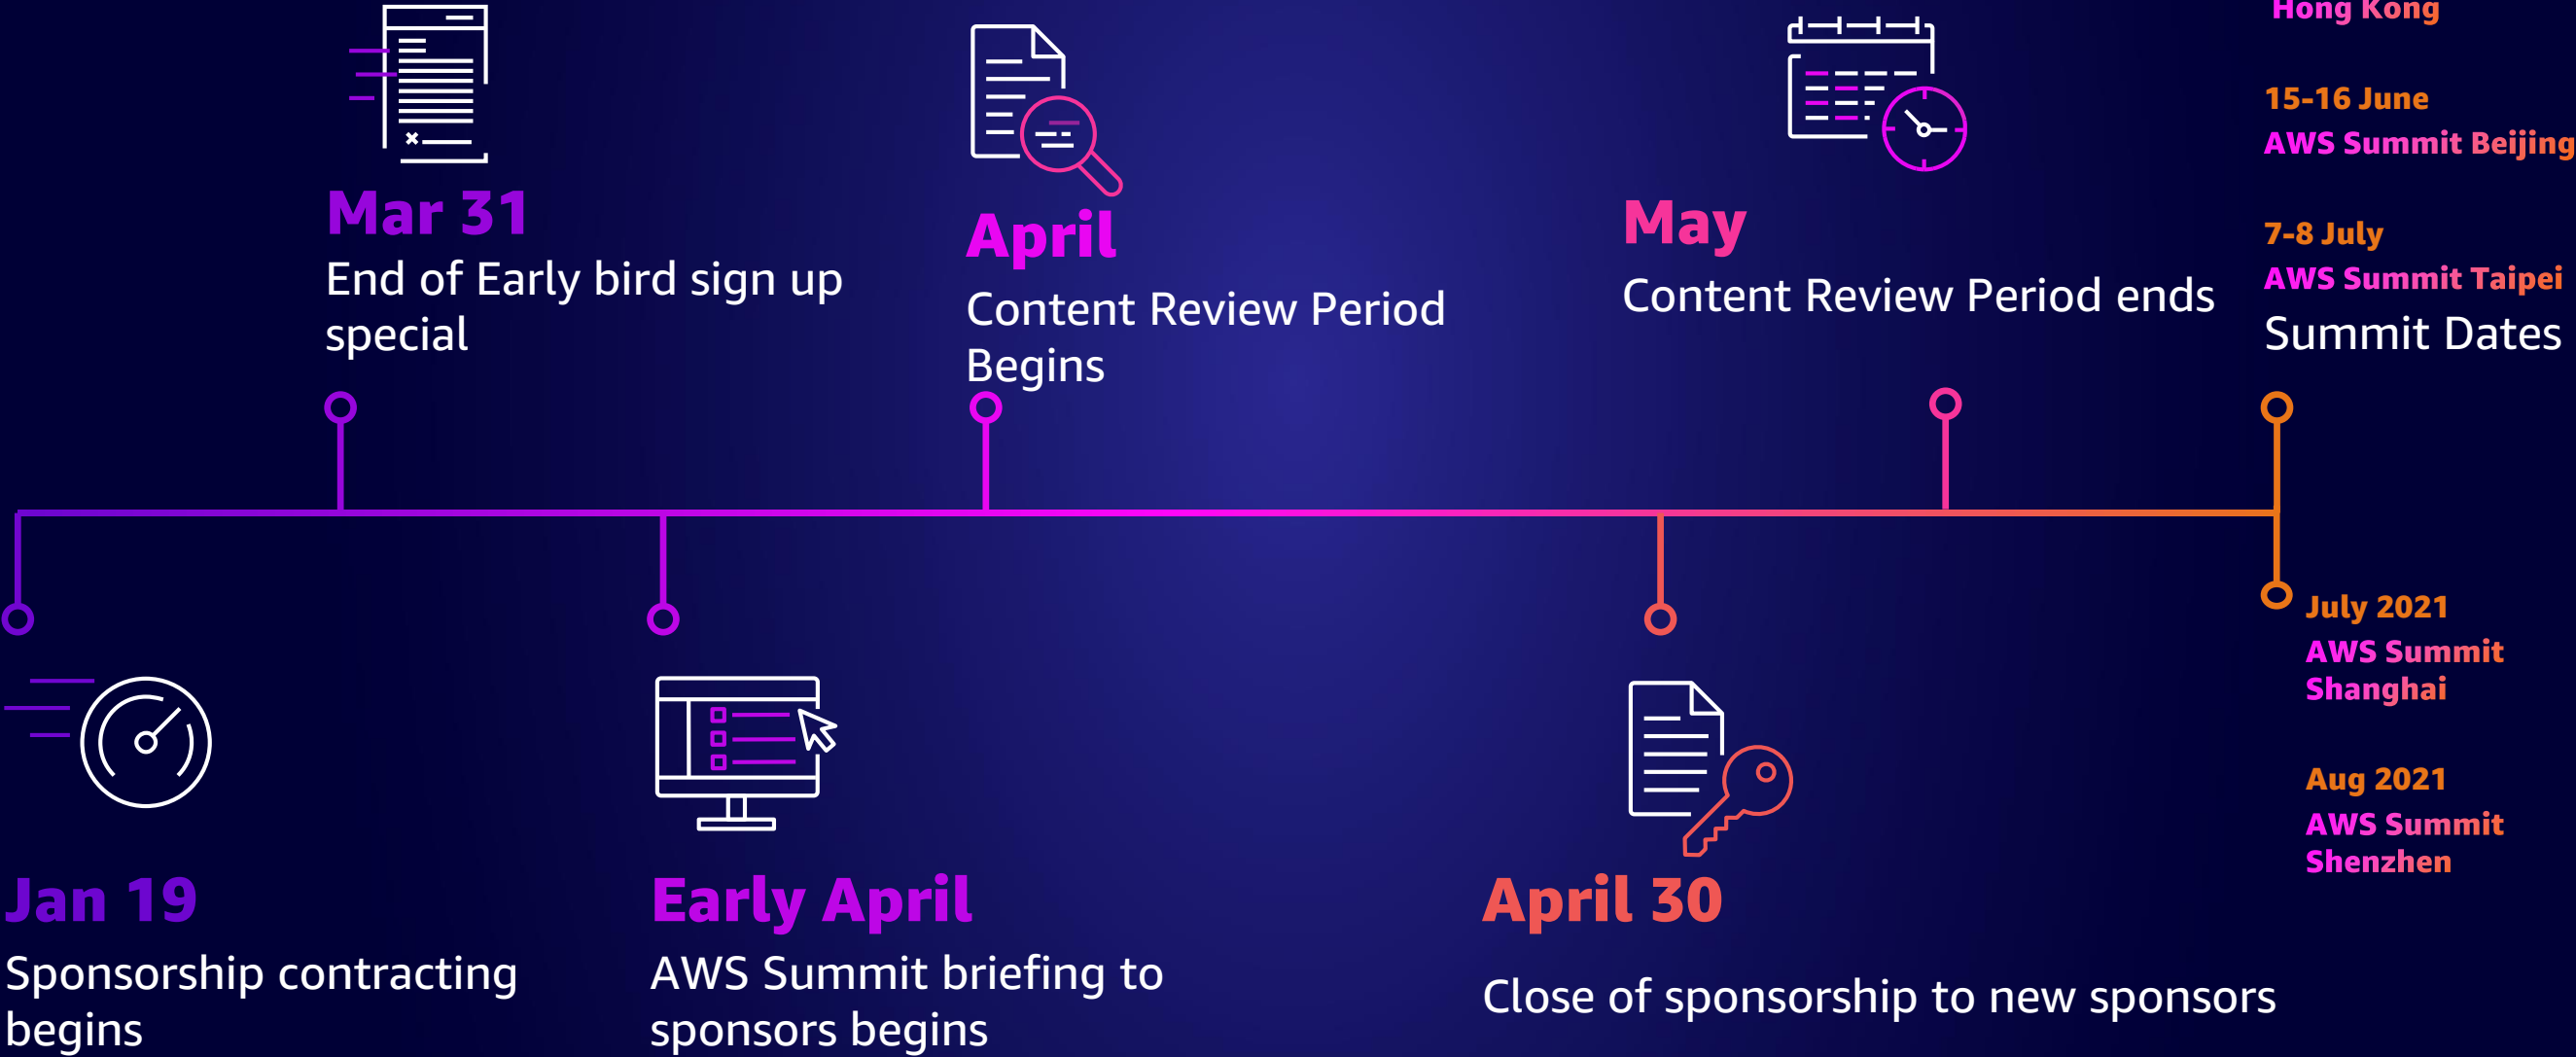 Hong Kong
15-16 June
AWS Summit Beijing
7-8 July
AWS Summit Taipei
Summit Dates
Mar 31
End of Early bird sign up
special
April
Content Review Period
Begins
May
Content Review Period ends
July 2021
AWS Summit
Shanghai
Aug 2021
AWS Summit
Shenzhen
Jan 19
Sponsorship contracting
begins
Early April
AWS Summit briefing to
sponsors begins
April 30
Close of sponsorship to new sponsors